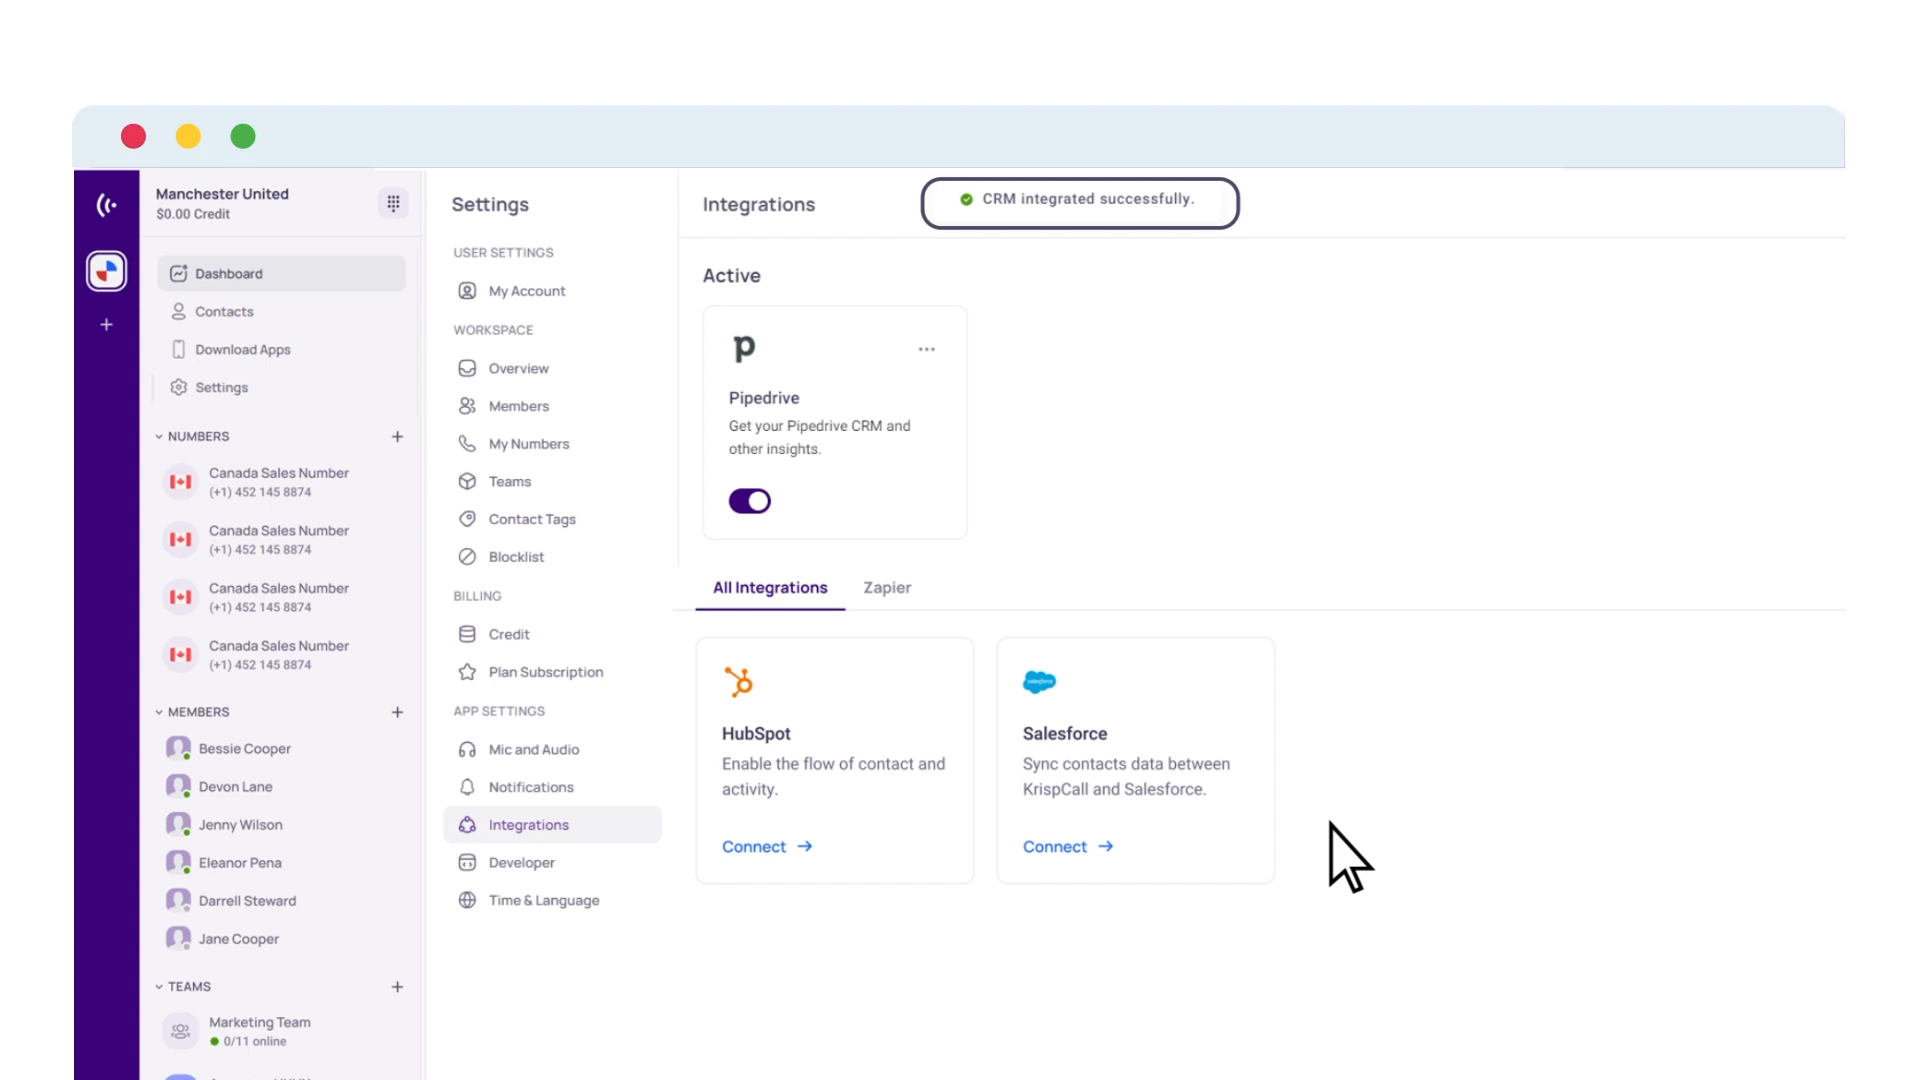 Manchester United
$0.00 Credit
Dashboard
Contacts
Download Apps
Settings
NUMBERS
Canada Sales Number
(+1) 452 145 8874
Canada Sales Number
(+1) 452 145 8874
Canada Sales Number
(+1) 452 145 8874
Canada Sales Number
(+1) 452 145 8874
MEMBERS
Bessie Cooper
Devon Lane
Jenny Wilson
Eleanor Pena
Darrell Steward
Jane Cooper
TEAMS
Marketing Team
0/11 online
Settings
USER SETTINGS
My Account
WORKSPACE
Overview
Members
My Numbers
Teams
Contact Tags
Blocklist
BILLING
Credit
Plan Subscription
APP SETTINGS
Mic and Audio
Notifications
Integrations
Developer
Time & Language
Integrations
CRM integrated successfully.
Active
p
Pipedrive
Get your Pipedrive CRM and
other insights.
All Integrations
Zapier
HubSpot
Enable the flow of contact and
activity.
Connect
salesforce
Salesforce
Sync contacts data between
KrispCall and Salesforce.
Connect